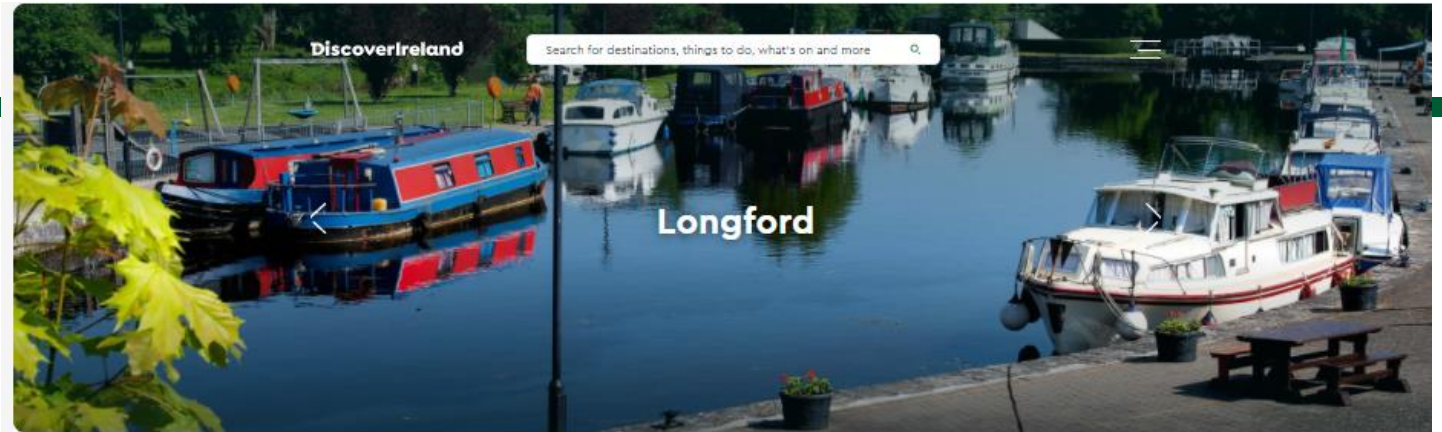 DiscoverIreland
Search for destinations, things to do, what's on and more
Longford